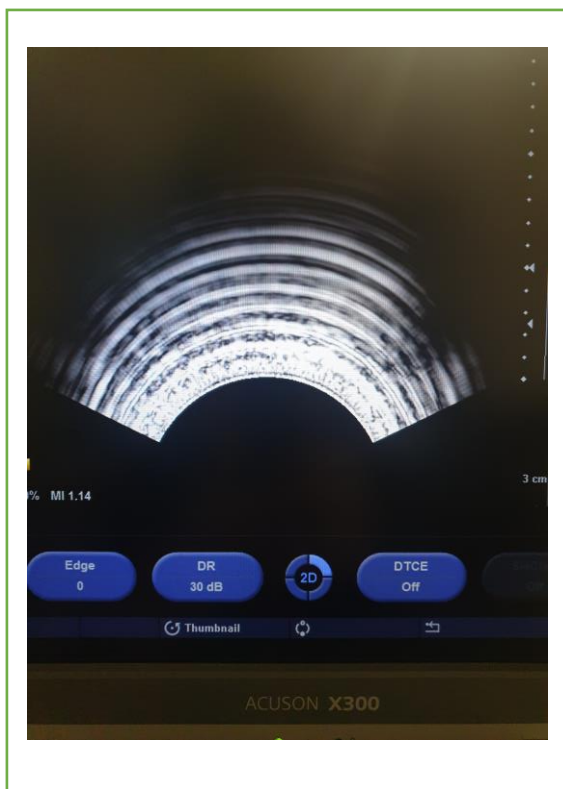 3 cm
% MI 1.14
Edge
0
DR
30 dB
2D
DTCE
Off
Thumbnail
ACUSON X300